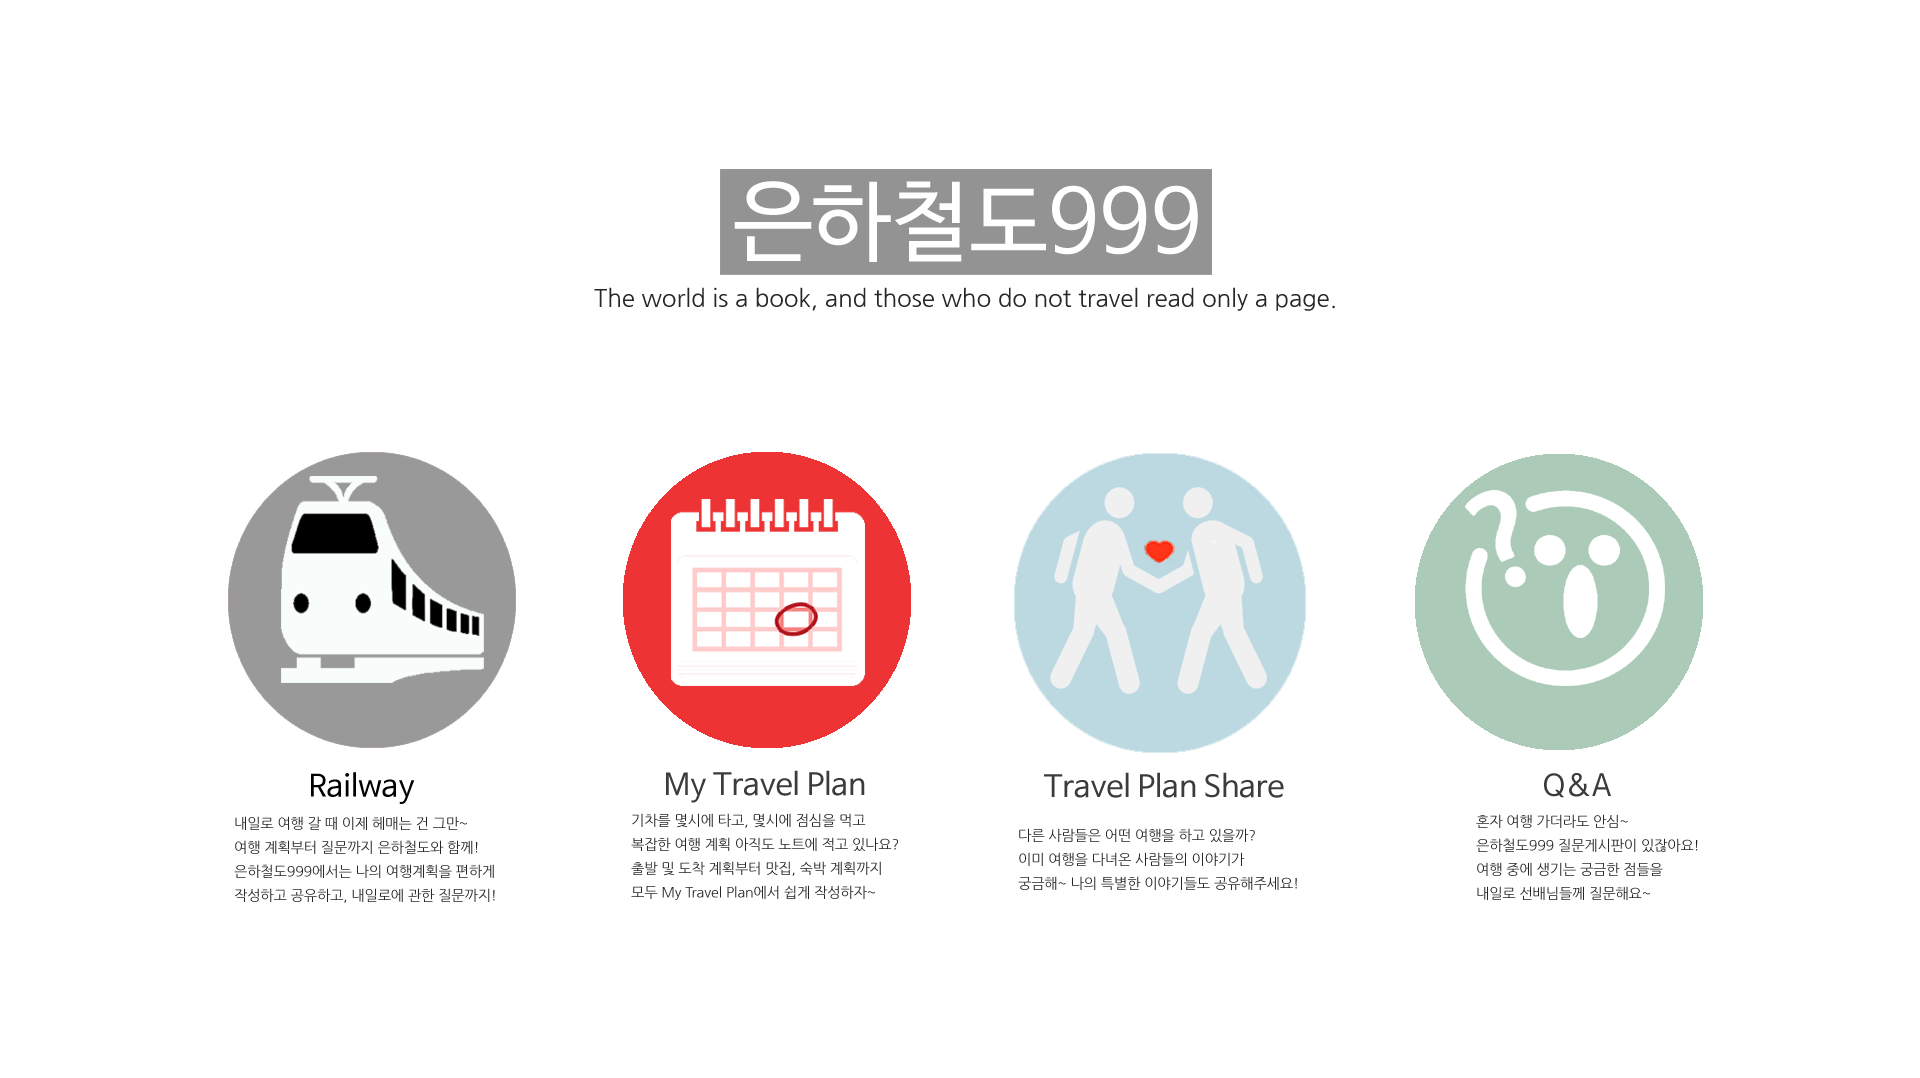 은하철도999
The world is a book, and those who do not travel read only a page.
Railway
내일로 여행 갈 때 이제 헤매는 건 그만~
여행 계획부터 질문까지 은하철도와 함께!
은하철도999에서는 나의 여행계획을 편하게
작성하고 공유하고, 내일로에 관한 질문까지!
My Travel Plan
기차를 몇시에 타고, 몇시에 점심을 먹고
복잡한 여행 계획 아직도 노트에 적고 있나요?
출발 및 도착 계획부터 맛집, 숙박 계획까지
모두 My Travel Plan에서 쉽게 작성하자~
Travel Plan Share
다른 사람들은 어떤 여행을 하고 있을까?
이미 여행을 다녀온 사람들의 이야기가
궁금해~ 나의 특별한 이야기들도 공유해주세요!
Q&A
혼자 여행 가더라도 안심~
은하철도999 질문게시판이 있잖아요!
여행 중에 생기는 궁금한 점들을
내일로 선배님들께 질문해요~